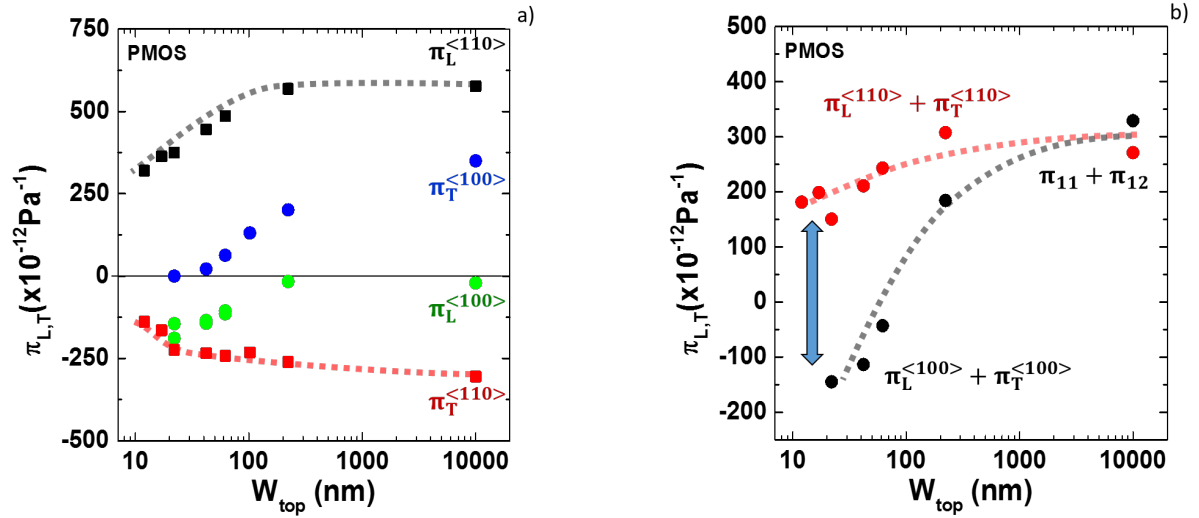 a)
PMOS
π_L^<110>
π_T^<100>
π_L^<100>
π_T^<110>
750
500
250
0
-250
-500
π_L,T(x10^-12Pa^-1)
10 100 1000 10000
W_top (nm)
b)
PMOS
π_L^<110> + π_T^<110>
π_11 + π_12
π_L^<100> + π_T^<100>
500
400
300
200
100
0
-100
-250
π_L,T(x10^-12Pa^-1)
10 100 1000 10000
W_top (nm)